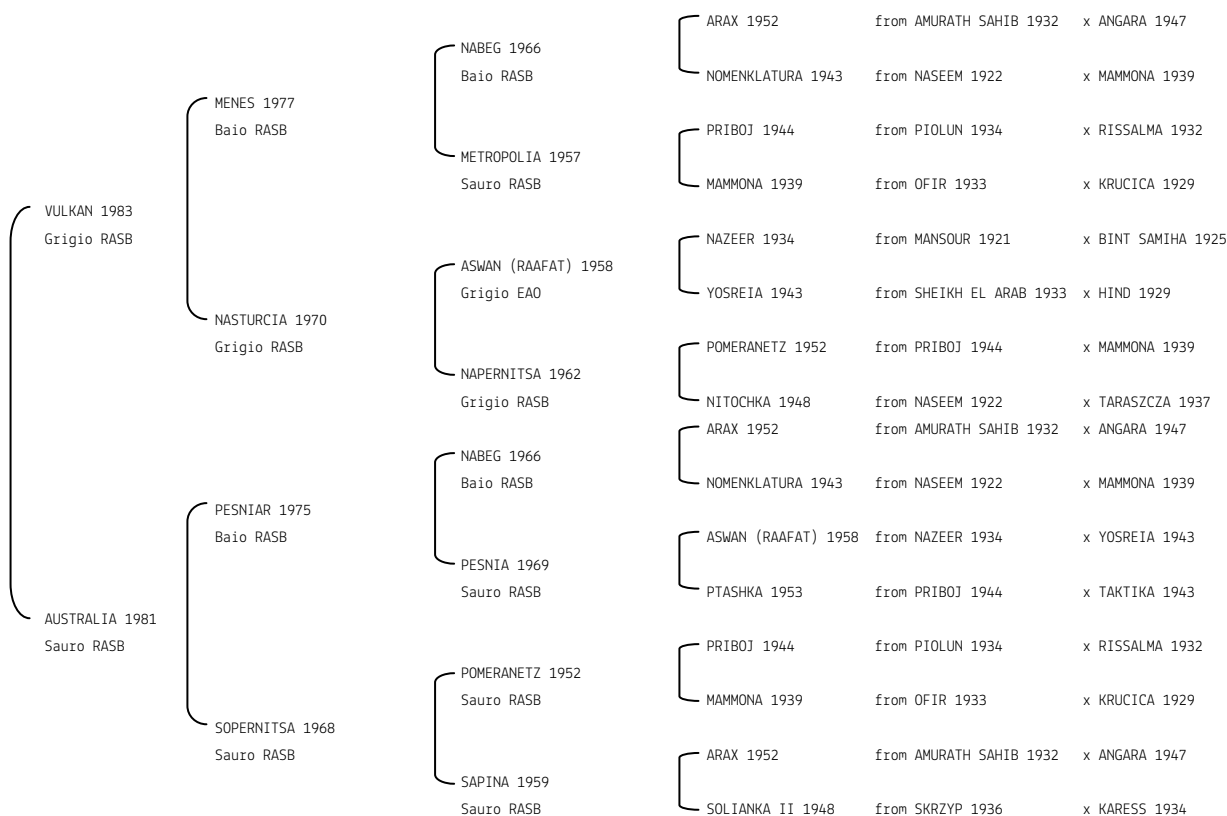 ARAX 1952 from AMURATH SAHIB 1932 x ANGARA 1947
NABEG 1966
Baio RASB
NOMENKLATURA 1943 from NASEEM 1922 x MAMMONA 1939
MENES 1977
Baio RASB
PRIBOJ 1944 from PIOLUN 1934 x RISSALMA 1932
METROPOLIA 1957
Sauro RASB
MAMMONA 1939 from OFIR 1933 x KRUCICA 1929
VULKAN 1983
Grigio RASB
NAZEER 1934 from MANSOUR 1921 x BINT SAMIHA 1925
ASWAN (RAAFAT) 1958
Grigio EAO
YOSREIA 1943 from SHEIKH EL ARAB 1933 x HIND 1929
NASTURCIA 1970
Grigio RASB
POMERANETZ 1952 from PRIBOJ 1944 x MAMMONA 1939
NAPERNITSA 1962
Grigio RASB
NITOCHKA 1948 from NASEEM 1922 x TARASZCZA 1937
ARAX 1952 from AMURATH SAHIB 1932 x ANGARA 1947
NABEG 1966
Baio RASB
NOMENKLATURA 1943 from NASEEM 1922 x MAMMONA 1939
PESNIAR 1975
Baio RASB
ASWAN (RAAFAT) 1958 from NAZEER 1934 x YOSREIA 1943
PESNIA 1969
Sauro RASB
PTASHKA 1953 from PRIBOJ 1944 x TAKTIKA 1943
AUSTRALIA 1981
Sauro RASB
PRIBOJ 1944 from PIOLUN 1934 x RISSALMA 1932
POMERANETZ 1952
Sauro RASB
MAMMONA 1939 from OFIR 1933 x KRUCICA 1929
SOPERNITSA 1968
Sauro RASB
ARAX 1952 from AMURATH SAHIB 1932 x ANGARA 1947
SAPINA 1959
Sauro RASB
SOLIANKA II 1948 from SKRZYP 1936 x KARESS 1934